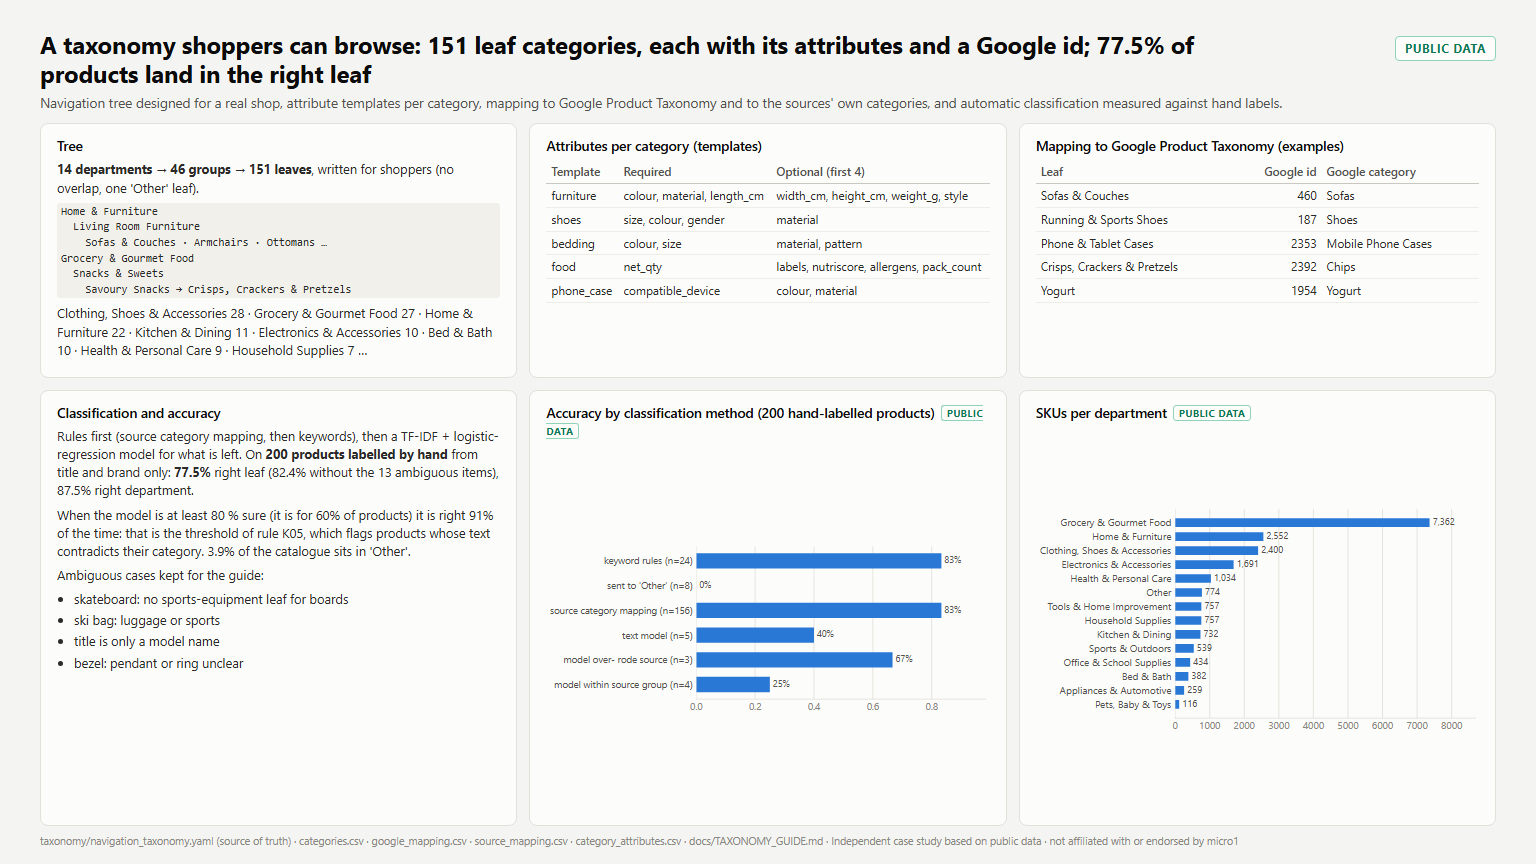 A taxonomy shoppers can browse: 151 leaf categories, each with its attributes and a Google id; 77.5% of
products land in the right leaf
PUBLIC DATA
Navigation tree designed for a real shop, attribute templates per category, mapping to Google Product Taxonomy and to the sources' own categories, and automatic classification measured against hand labels.
Tree
14 departments → 46 groups → 151 leaves, written for shoppers (no
overlap, one 'Other' leaf).
Home & Furniture
Living Room Furniture
Sofas & Couches · Armchairs · Ottomans …
Grocery & Gourmet Food
Snacks & Sweets
Savoury Snacks → Crisps, Crackers & Pretzels
Clothing, Shoes & Accessories 28 · Grocery & Gourmet Food 27 · Home &
Furniture 22 · Kitchen & Dining 11 · Electronics & Accessories 10 · Bed & Bath
10 · Health & Personal Care 9 · Household Supplies 7 …
Attributes per category (templates)
Template Required Optional (first 4)
furniture colour, material, length_cm width_cm, height_cm, weight_g, style
shoes size, colour, gender material
bedding colour, size material, pattern
food net_qty labels, nutriscore, allergens, pack_count
phone_case compatible_device colour, material
Mapping to Google Product Taxonomy (examples)
Leaf Google id Google category
Sofas & Couches 460 Sofas
Running & Sports Shoes 187 Shoes
Phone & Tablet Cases 2353 Mobile Phone Cases
Crisps, Crackers & Pretzels 2392 Chips
Yogurt 1954 Yogurt
Classification and accuracy
Rules first (source category mapping, then keywords), then a TF-IDF + logistic-
regression model for what is left. On 200 products labelled by hand from
title and brand only: 77.5% right leaf (82.4% without the 13 ambiguous items),
87.5% right department.
When the model is at least 80 % sure (it is for 60% of products) it is right 91%
of the time: that is the threshold of rule K05, which flags products whose text
contradicts their category. 3.9% of the catalogue sits in 'Other'.
Ambiguous cases kept for the guide:
• skateboard: no sports-equipment leaf for boards
• ski bag: luggage or sports
• title is only a model name
• bezel: pendant or ring unclear
Accuracy by classification method (200 hand-labelled products) PUBLIC
DATA
keyword rules (n=24) 83%
sent to 'Other' (n=8) 0%
source category mapping (n=156) 83%
text model (n=5) 40%
model over- rode source (n=3) 67%
model within source group (n=4) 25%
0.0 0.2 0.4 0.6 0.8
SKUs per department PUBLIC DATA
Grocery & Gourmet Food 7,362
Home & Furniture 2,552
Clothing, Shoes & Accessories 2,400
Electronics & Accessories 1,691
Health & Personal Care 1,034
Other 774
Tools & Home Improvement 757
Household Supplies 757
Kitchen & Dining 732
Sports & Outdoors 539
Office & School Supplies 434
Bed & Bath 382
Appliances & Automotive 259
Pets, Baby & Toys 116
0 1000 2000 3000 4000 5000 6000 7000 8000
taxonomy/navigation_taxonomy.yaml (source of truth) · categories.csv · google_mapping.csv · source_mapping.csv · category_attributes.csv · docs/TAXONOMY_GUIDE.md · Independent case study based on public data · not affiliated with or endorsed by micro1